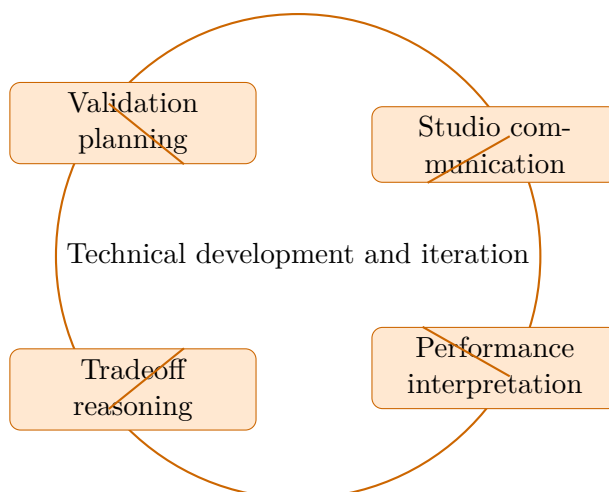 Validation
planning
Studio com-
munication
Technical development and iteration
Tradeoff
reasoning
Performance
interpretation